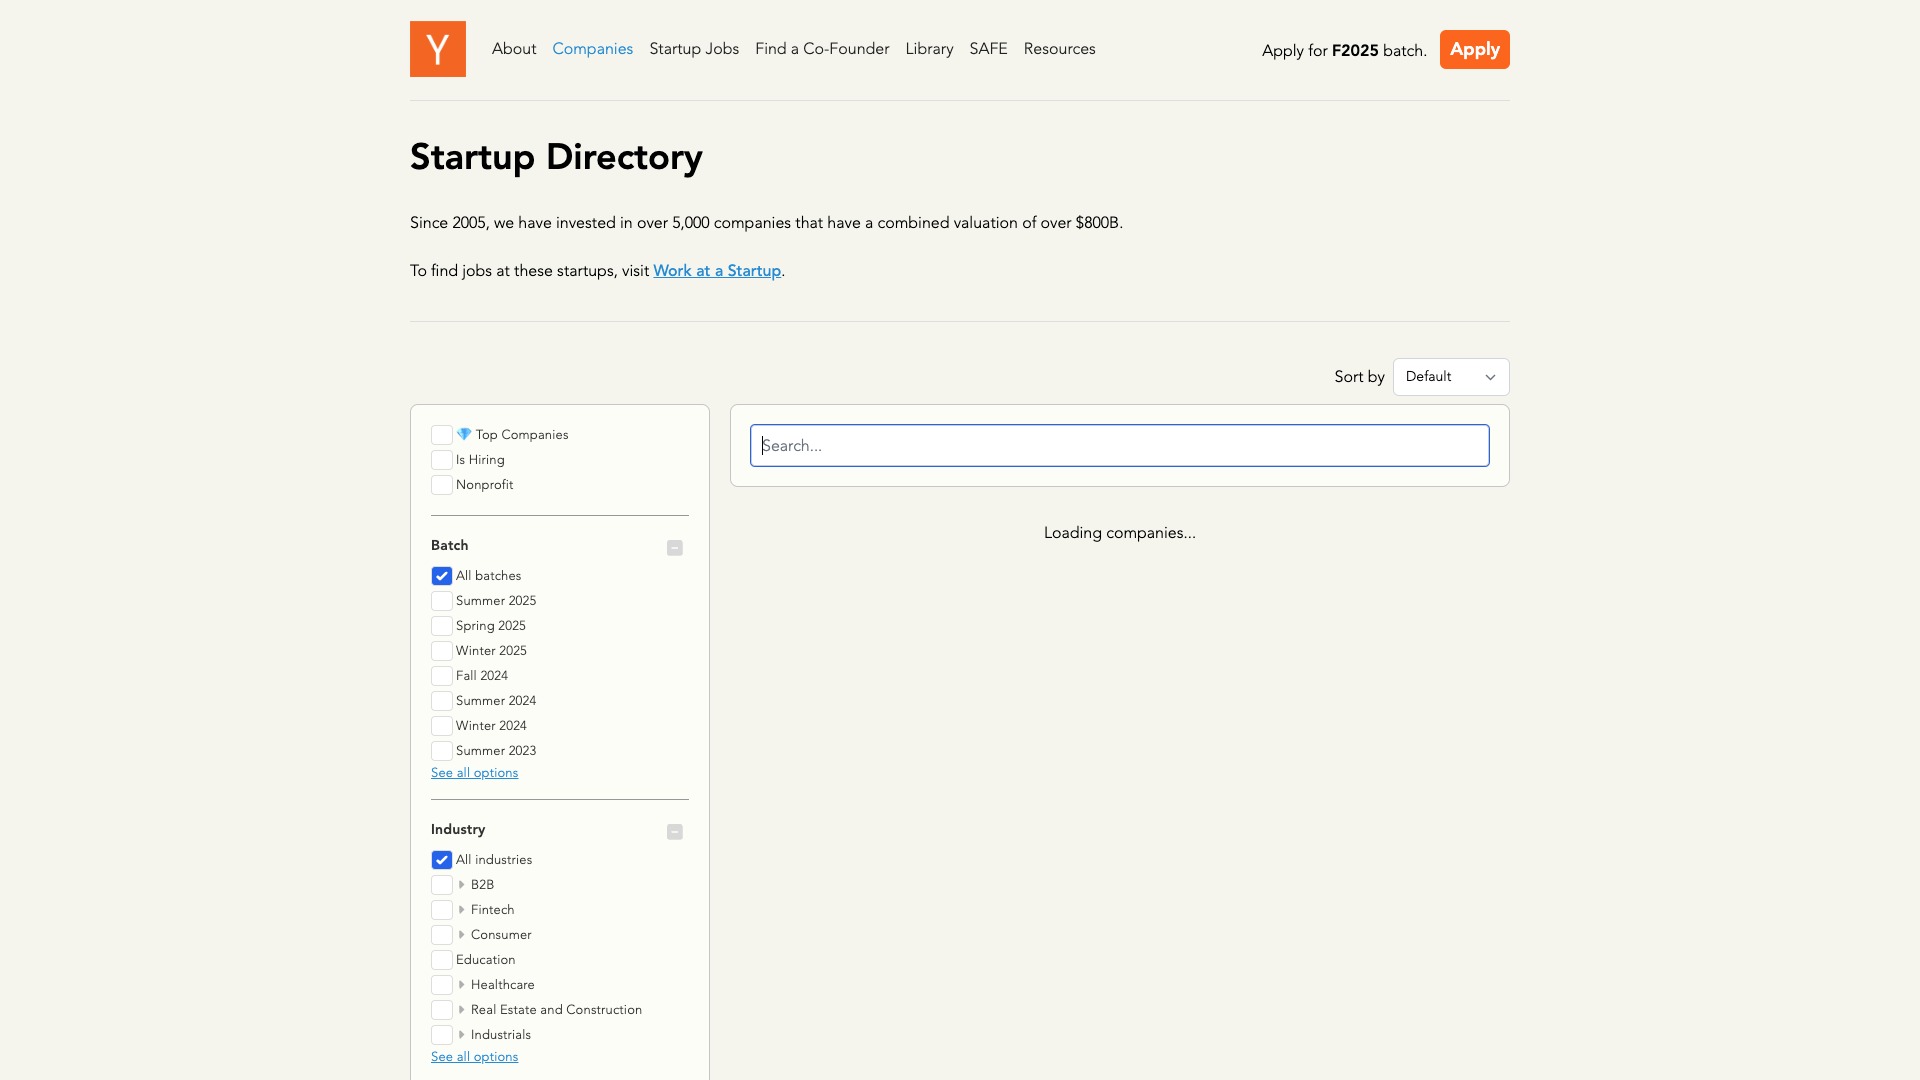 Y
About Companies Startup Jobs Find a Co-Founder Library SAFE Resources
Apply for F2025 batch. Apply
Startup Directory
Since 2005, we have invested in over 5,000 companies that have a combined valuation of over $800B.
To find jobs at these startups, visit Work at a Startup.
Sort by Default
Top Companies
Is Hiring
Nonprofit
Batch
All batches
Summer 2025
Spring 2025
Winter 2025
Fall 2024
Summer 2024
Winter 2024
Summer 2023
See all options
Industry
All industries
B2B
Fintech
Consumer
Education
Healthcare
Real Estate and Construction
Industrials
See all options
Search...
Loading companies...